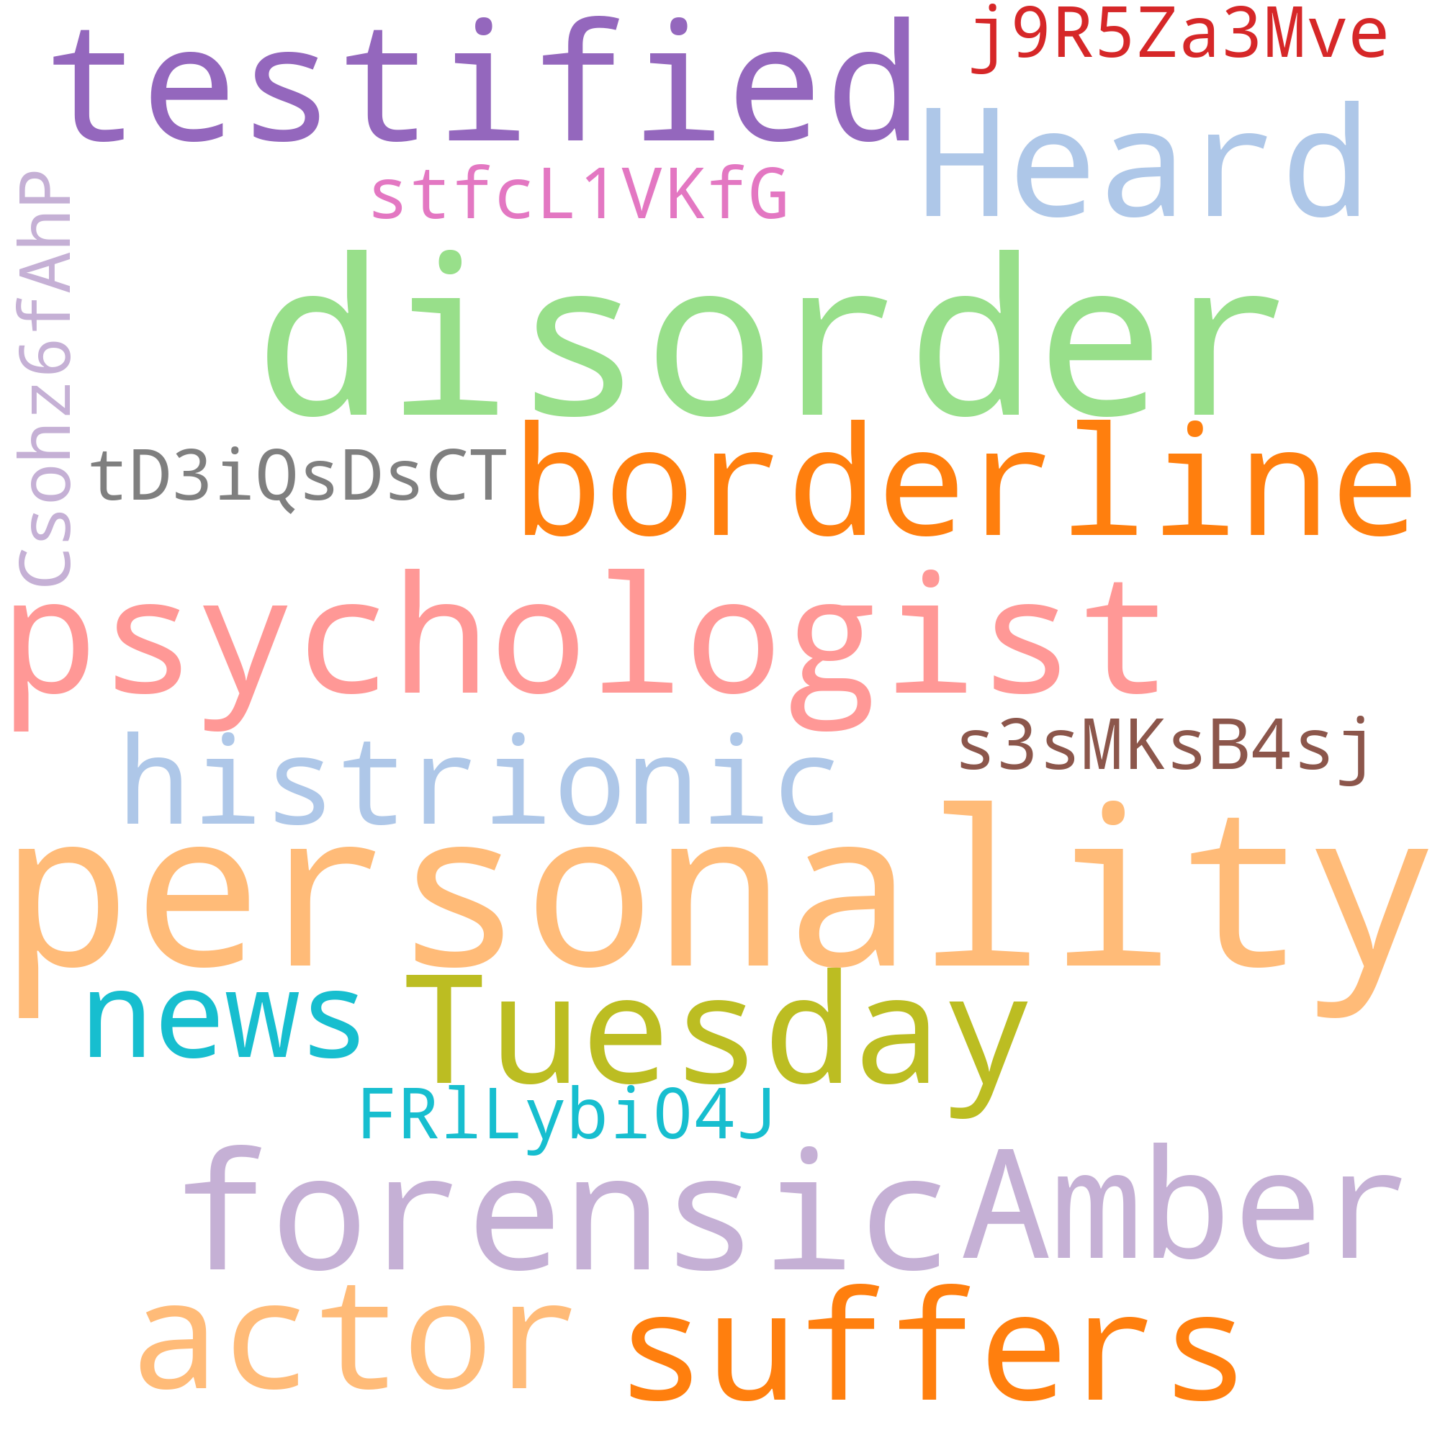 testified
j9R5Za3Mve
Heard
stfcL1VKfG
Csohz6fAhP
disorder
tD3iQsDsCT
borderline
psychologist
s3sMKsB4sj
histrionic
personality
news
Tuesday
FRlLybiO4J
forensic
Amber
actor
suffers